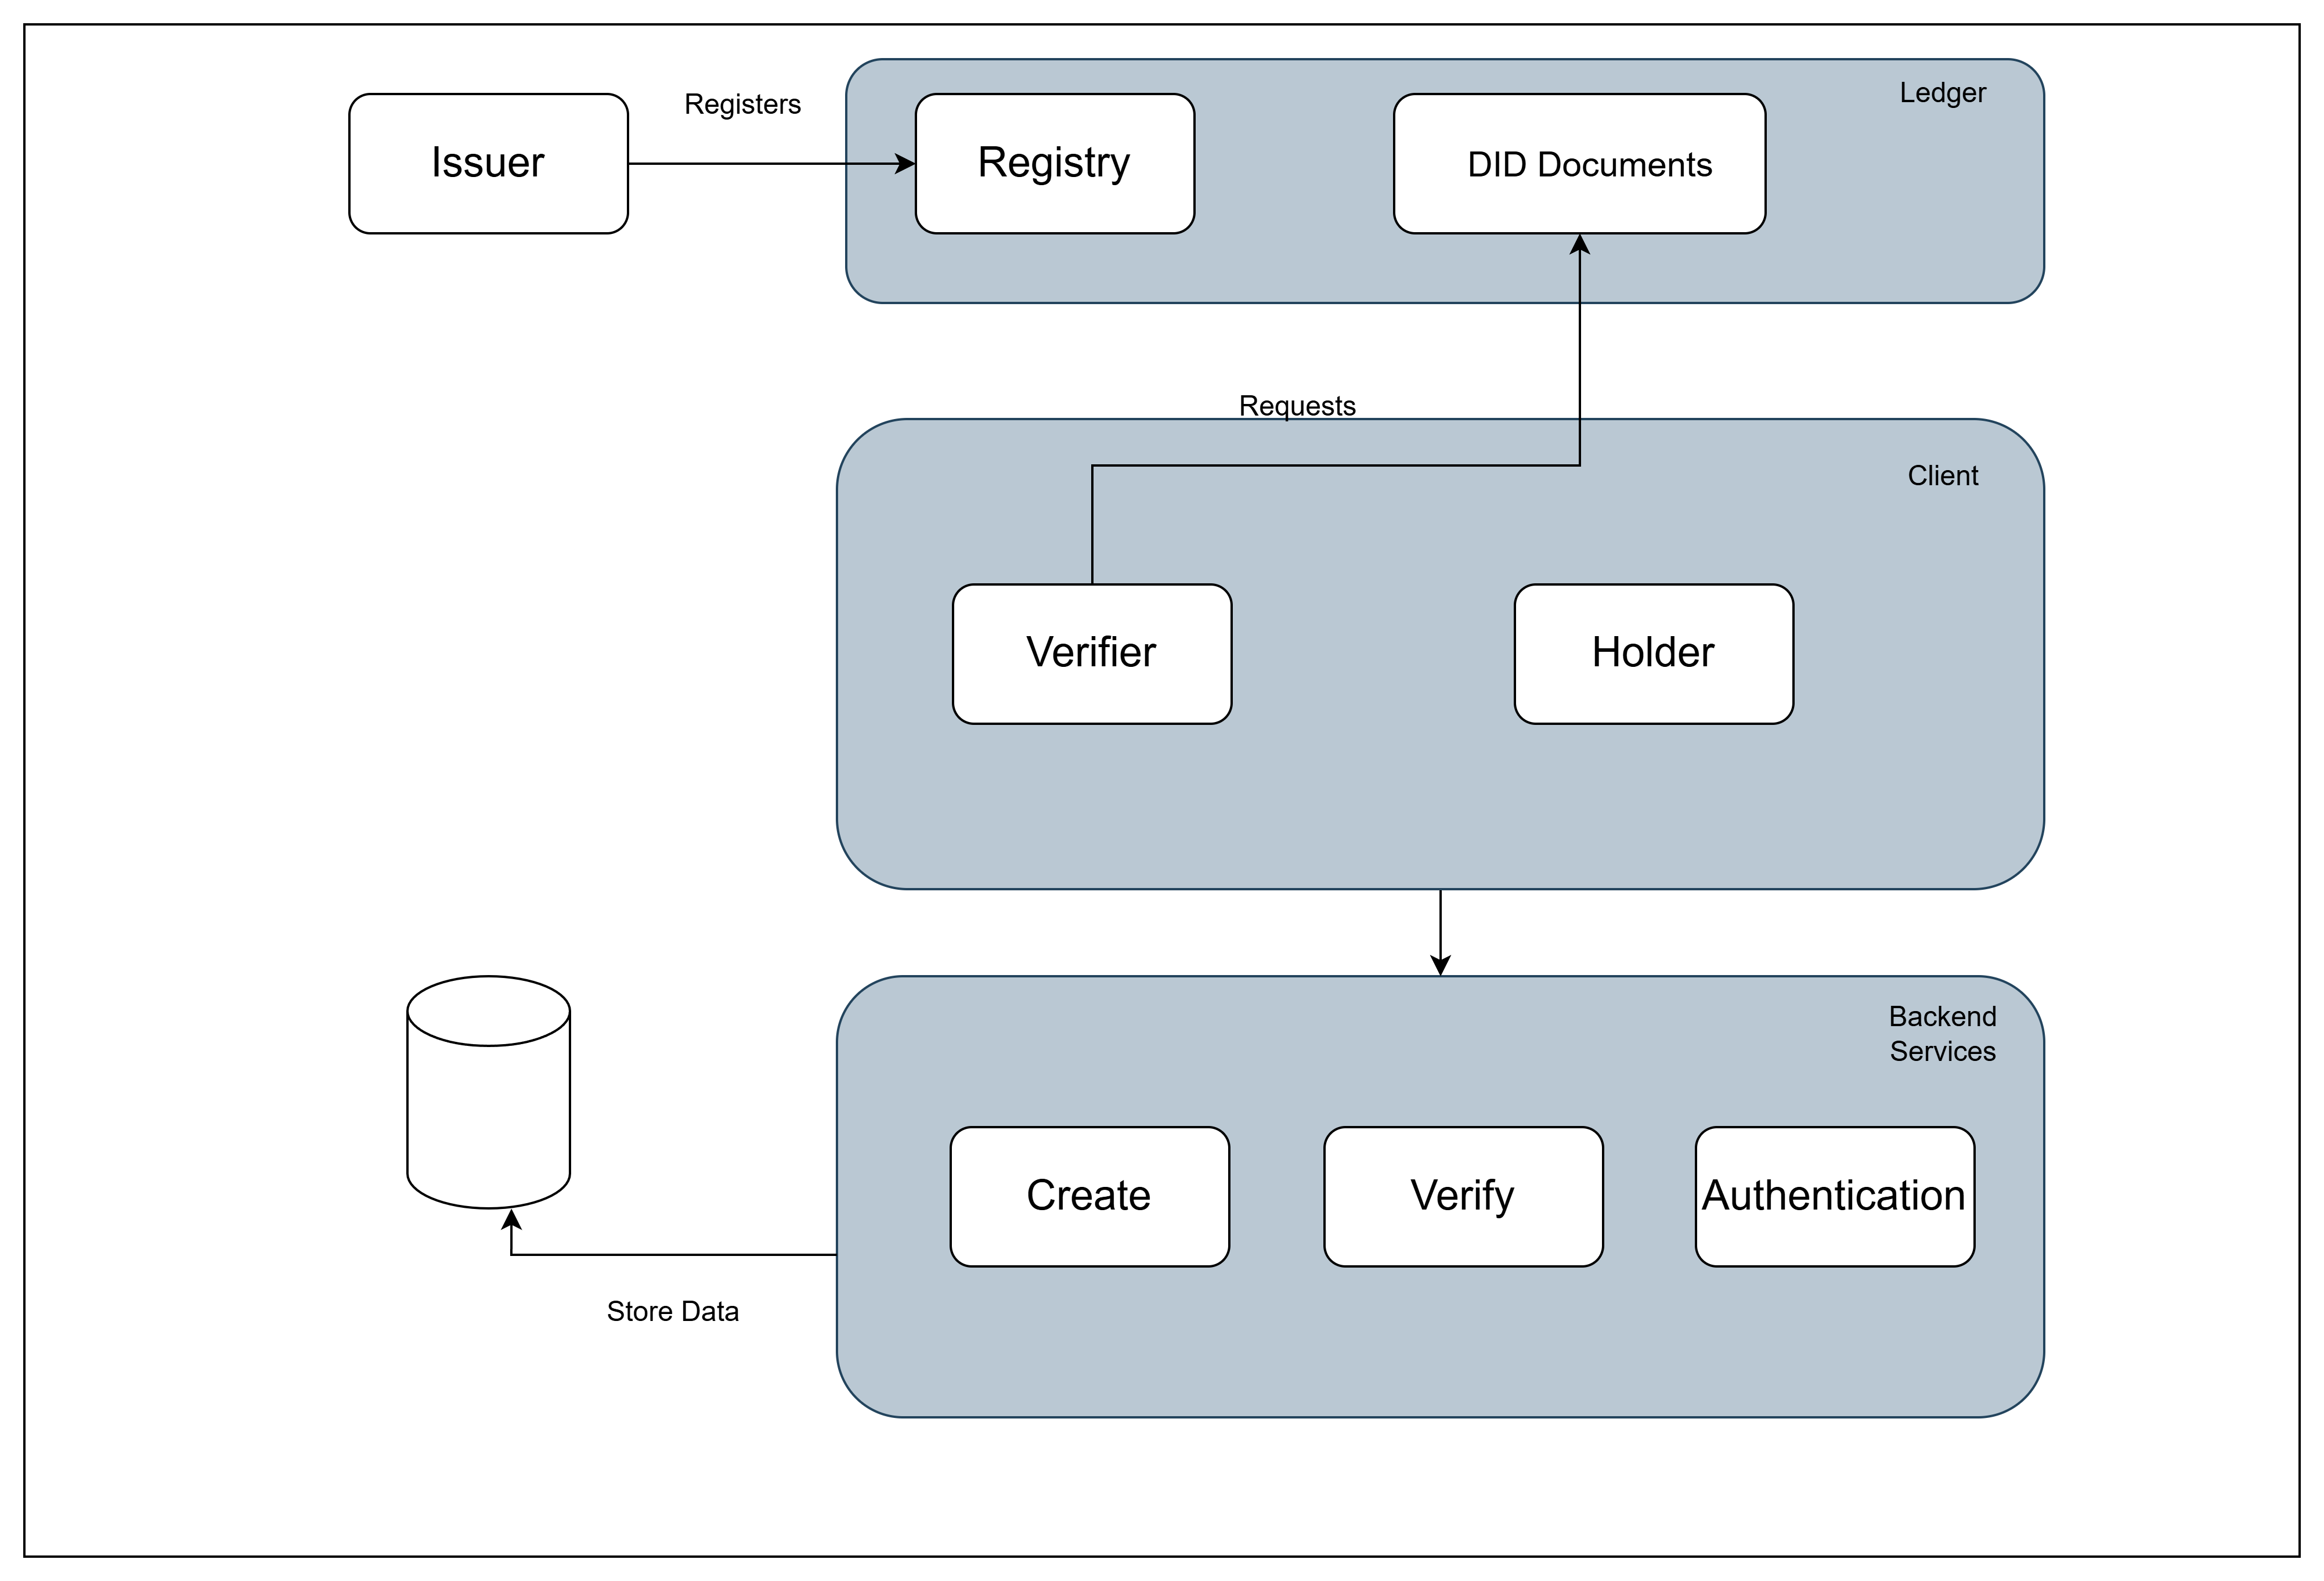 Registers
Ledger
Issuer
Registry
DID Documents
Requests
Client
Verifier
Holder
Backend
Services
Create
Verify
Authentication
Store Data